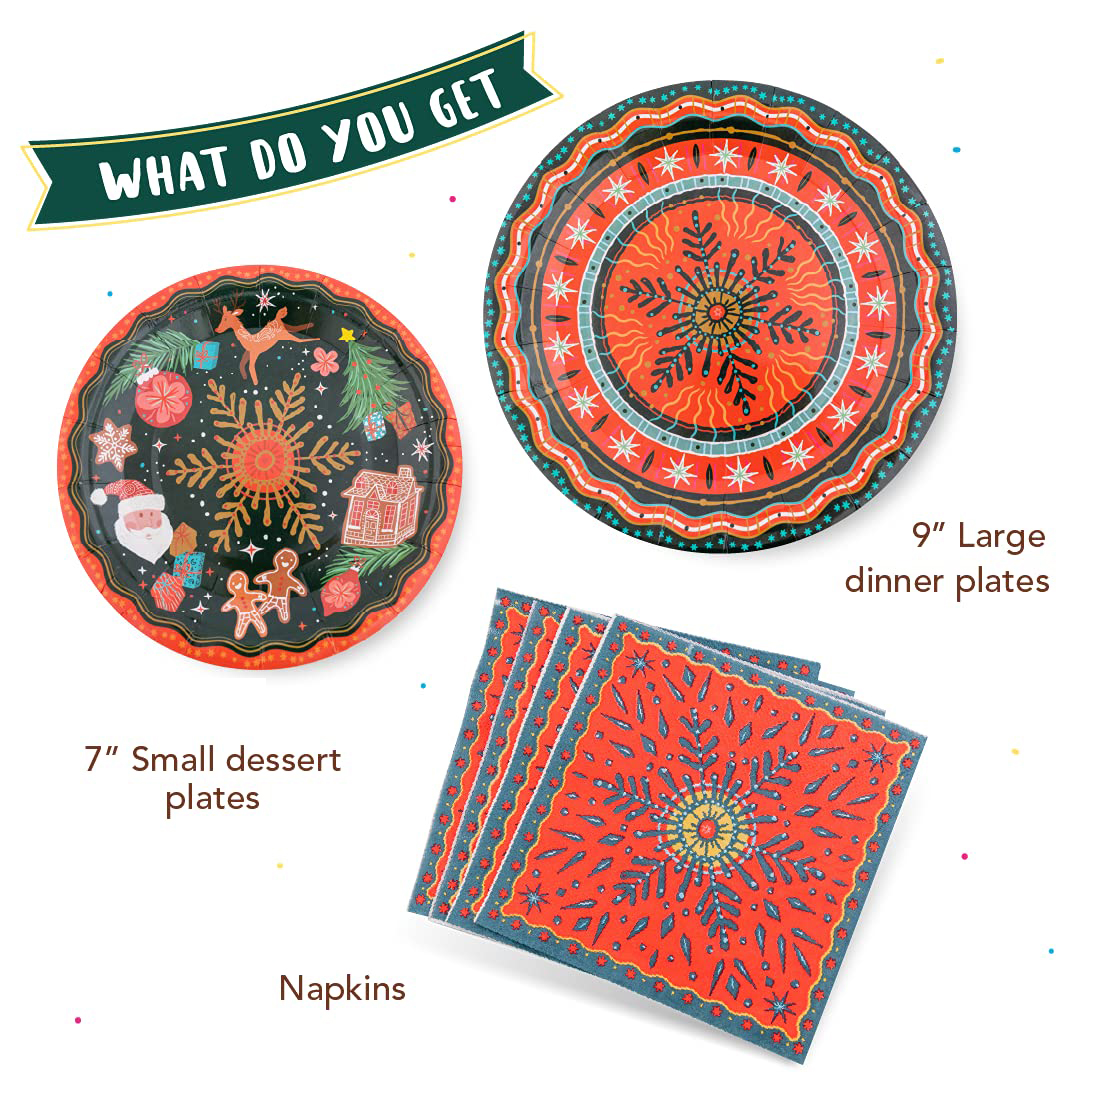 WHAT DO YOU GET
9” Large
dinner plates
7” Small dessert
plates
Napkins